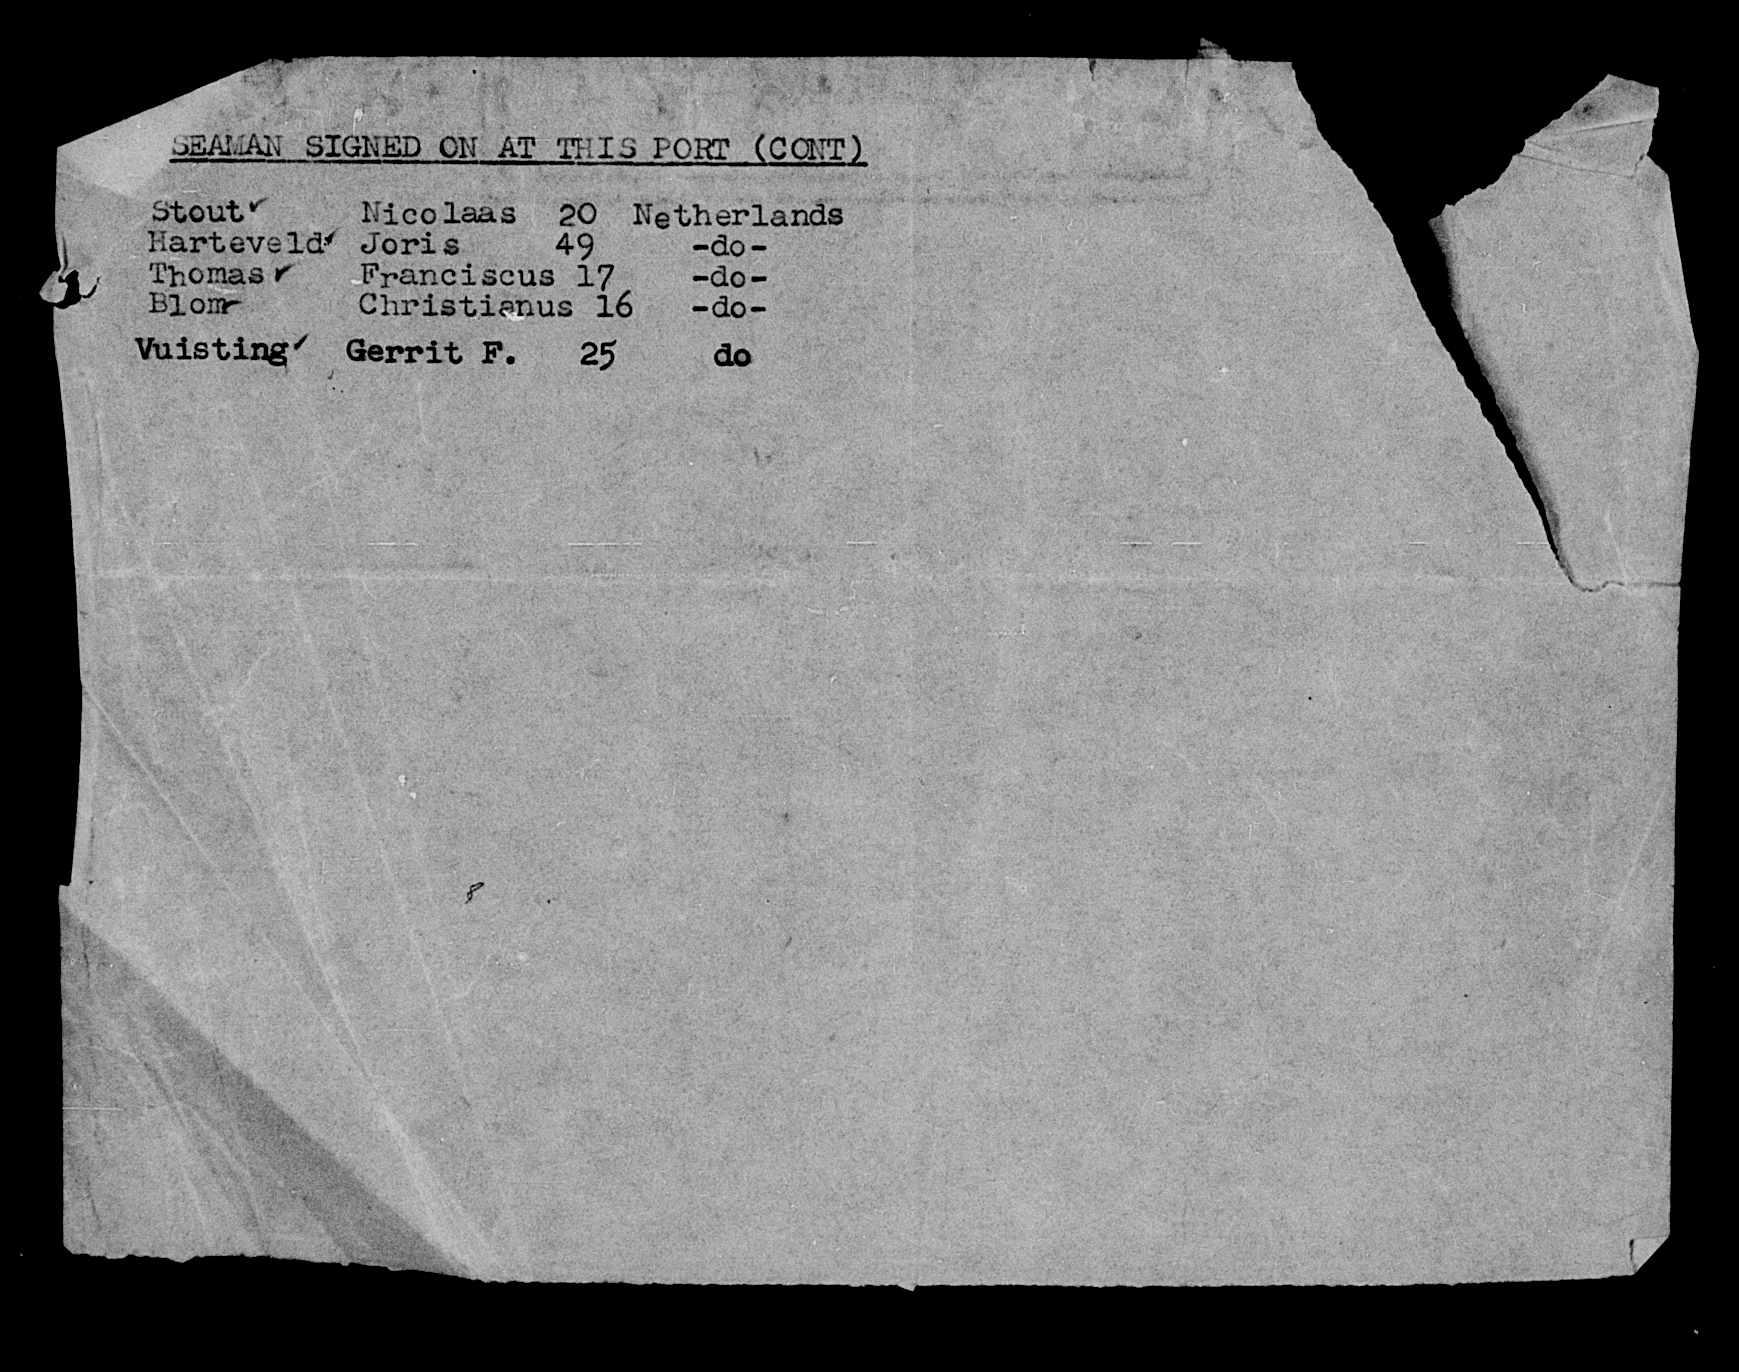 SEAMAN SIGNED ON AT THIS PORT (CONT)
Stout✓ Nicolaas 20 Netherlands
Harteveld✓ Joris 49 -do-
Thomas✓ Franciscus 17 -do-
Blom✓ Christianus 16 -do-
Vuisting✓ Gerrit F. 25 do
8